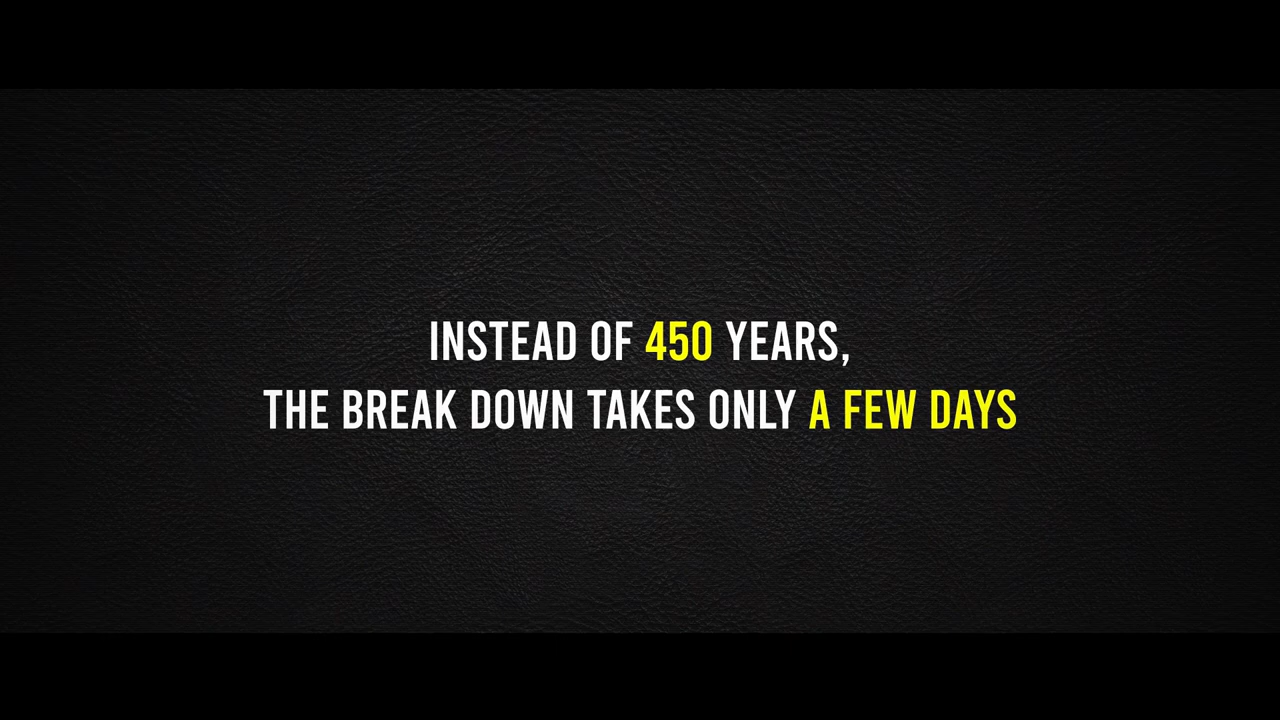 INSTEAD OF 450 YEARS,
THE BREAK DOWN TAKES ONLY A FEW DAYS